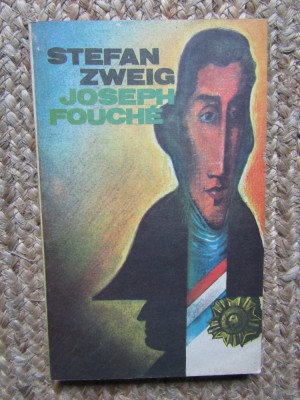 STEFAN
ZWEIG
JOSEPH
FOUCHÉ